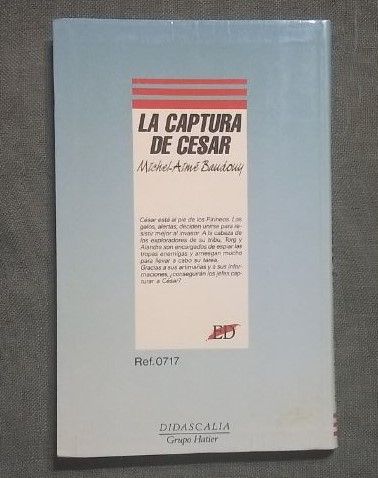 LA CAPTURA
DE CESAR
Michel-Aimé Baudouy
César está al pie de los Pirineos. Los
galos, alertas, deciden unirse para re-
sistir mejor al invasor. A la cabeza de
los exploradores de su tribu, Torg y
Alandre son encargados de espiar las
tropas enemigas y arriesgan mucho
para llevar a cabo su tarea.
Gracias a sus artimañas y a sus infor-
maciones, ¿conseguirán los jefes cap-
turar a César?
ED
Ref. 0717
DIDASCALIA
Grupo Hatier